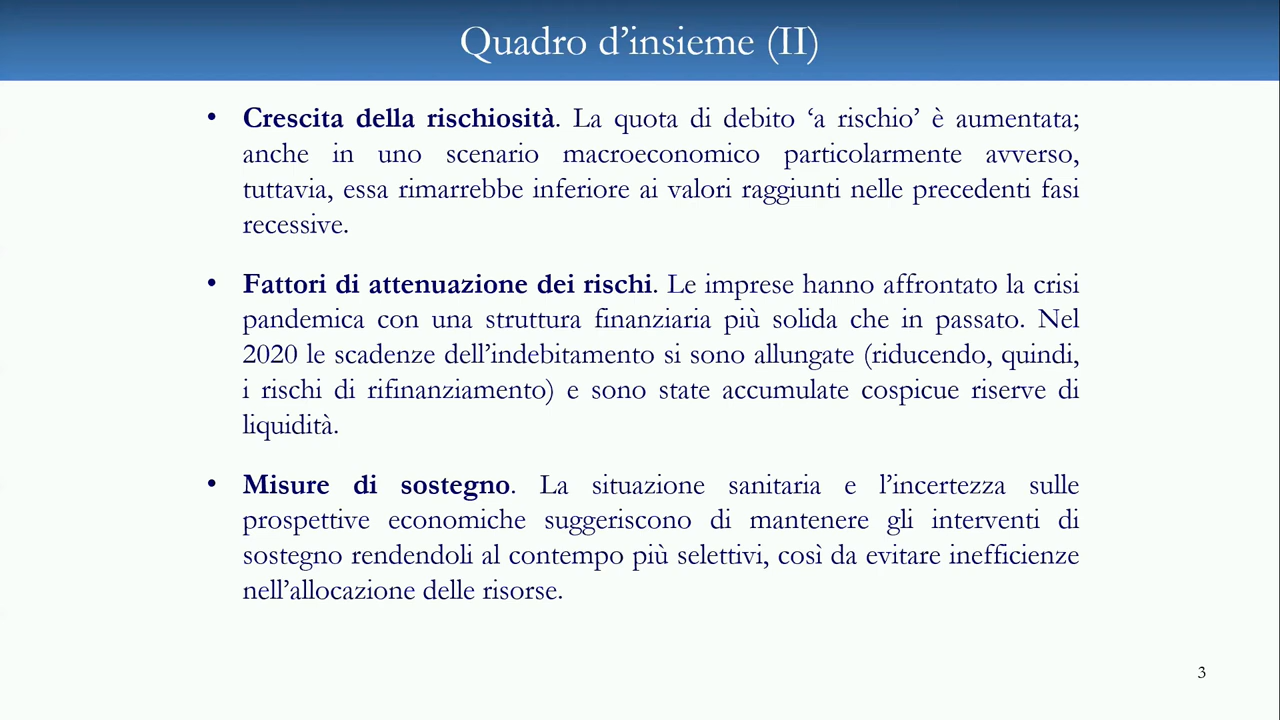 Quadro d’insieme (II)
• Crescita della rischiosità. La quota di debito ‘a rischio’ è aumentata;
anche in uno scenario macroeconomico particolarmente avverso,
tuttavia, essa rimarrebbe inferiore ai valori raggiunti nelle precedenti fasi
recessive.
• Fattori di attenuazione dei rischi. Le imprese hanno affrontato la crisi
pandemica con una struttura finanziaria più solida che in passato. Nel
2020 le scadenze dell’indebitamento si sono allungate (riducendo, quindi,
i rischi di rifinanziamento) e sono state accumulate cospicue riserve di
liquidità.
• Misure di sostegno. La situazione sanitaria e l’incertezza sulle
prospettive economiche suggeriscono di mantenere gli interventi di
sostegno rendendoli al contempo più selettivi, così da evitare inefficienze
nell’allocazione delle risorse.
3